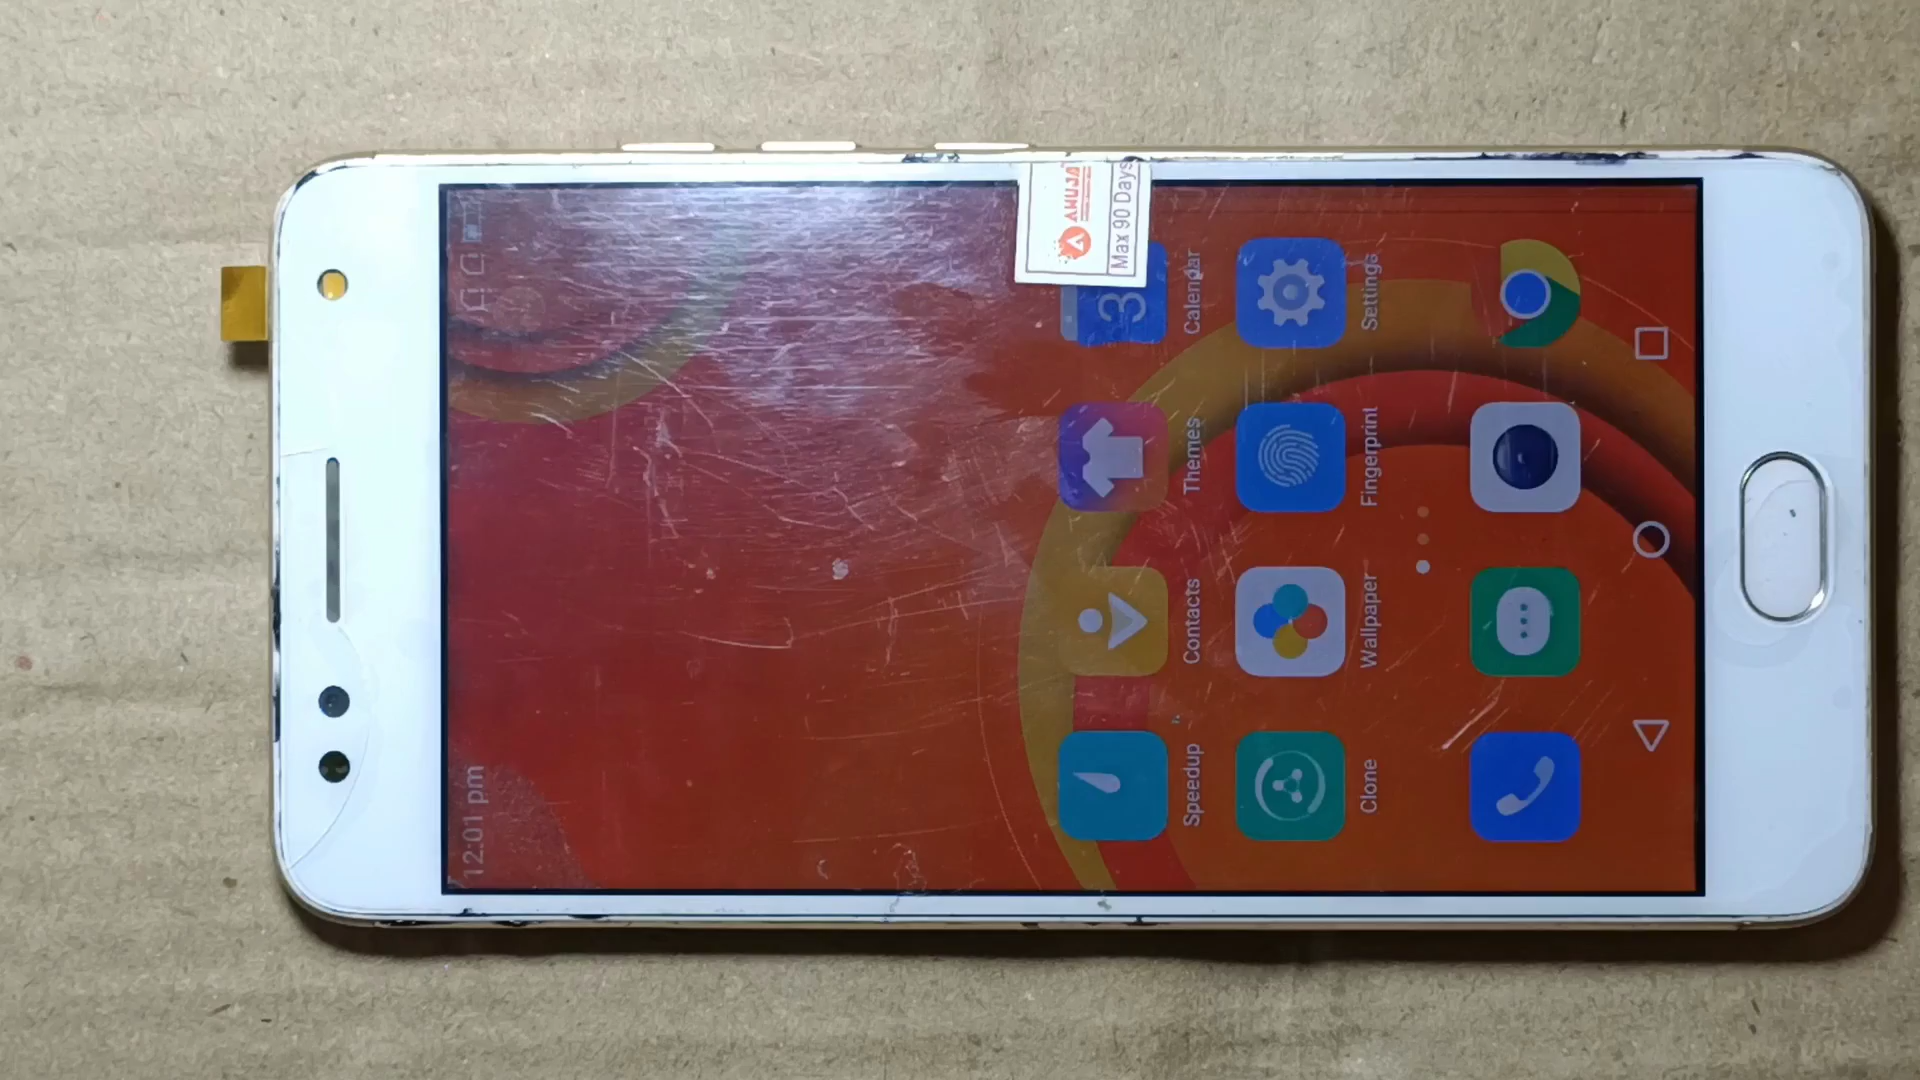 12:01 pm
AHUJA
Max 90 Days
Speedup
Contacts
Themes
3
Calendar
Clone
Wallpaper
Fingerprint
Settings